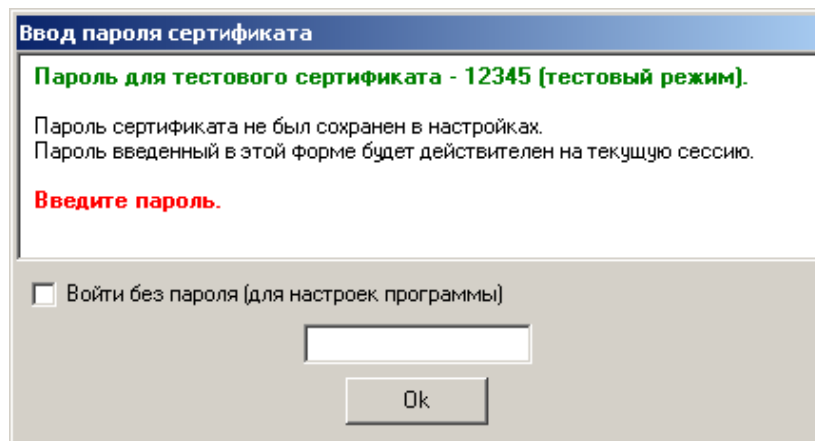 Ввод пароля сертификата
Пароль для тестового сертификата - 12345 (тестовый режим).
Пароль сертификата не был сохранен в настройках.
Пароль введенный в этой форме будет действителен на текущую сессию.
Введите пароль.
Войти без пароля (для настроек программы)
Ok